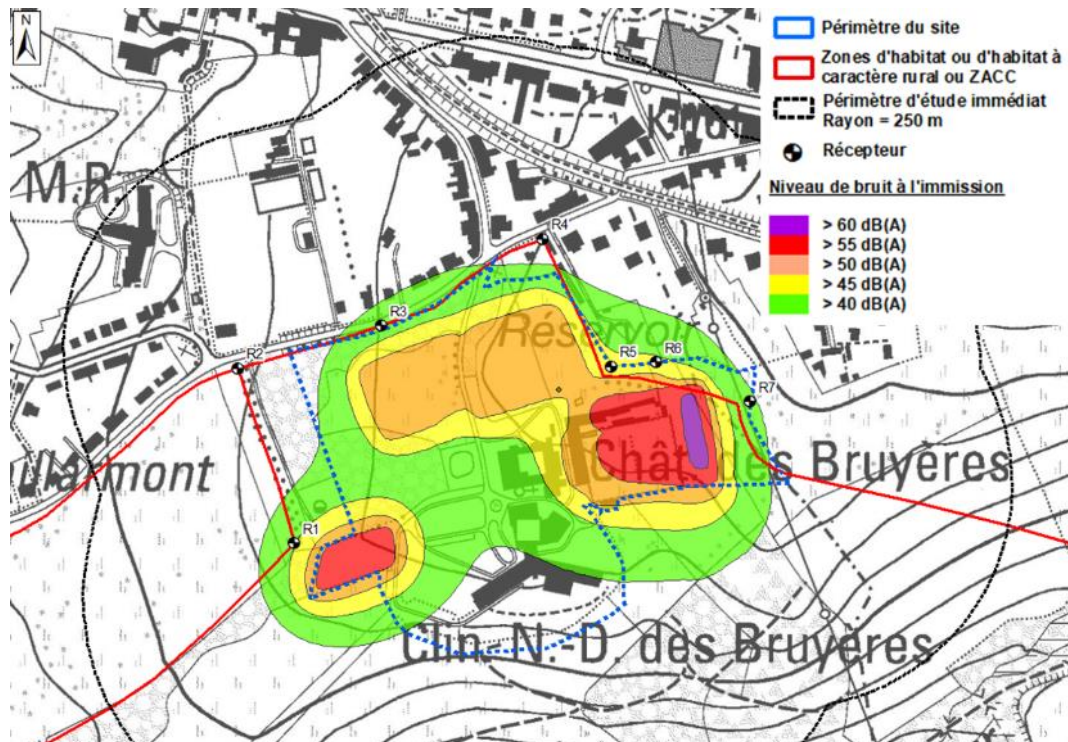 N
Périmètre du site
Zones d'habitat ou d'habitat à
caractère rural ou ZACC
Périmètre d'étude immédiat
Rayon = 250 m
Récepteur
Niveau de bruit à l'immission
> 60 dB(A)
> 55 dB(A)
> 50 dB(A)
> 45 dB(A)
> 40 dB(A)
M.R.
R4
R3
Réservoir
R2
R5
R6
R7
Chât. des Bruyères
R1
Clin. N.-D. des Bruyères